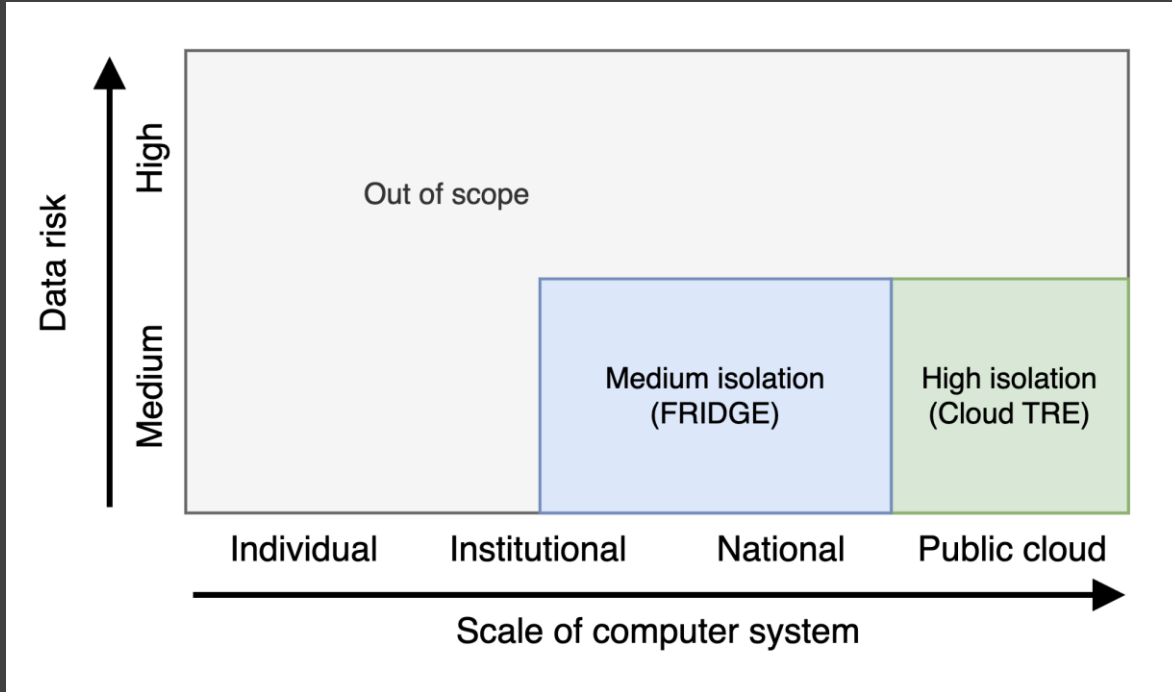 Data risk
High
Medium
Out of scope
Medium isolation
(FRIDGE)
High isolation
(Cloud TRE)
Individual
Institutional
National
Public cloud
Scale of computer system